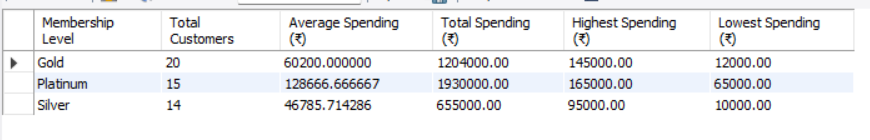 Membership Level Total Customers Average Spending (₹) Total Spending (₹) Highest Spending (₹) Lowest Spending (₹)
Gold 20 60200.000000 1204000.00 145000.00 12000.00
Platinum 15 128666.666667 1930000.00 165000.00 65000.00
Silver 14 46785.714286 655000.00 95000.00 10000.00